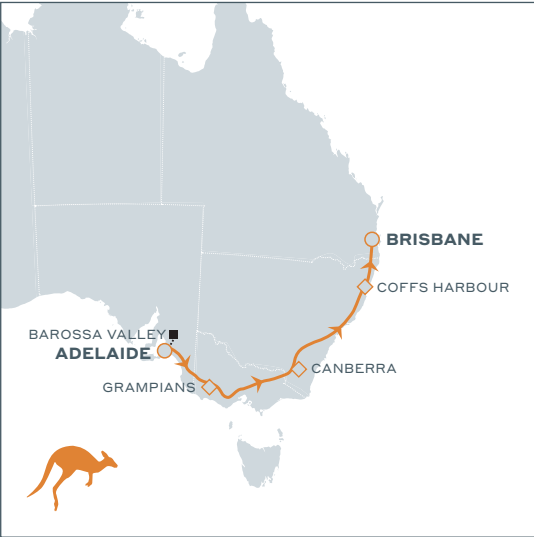 BRISBANE
COFFS HARBOUR
BAROSSA VALLEY
ADELAIDE
CANBERRA
GRAMPIANS